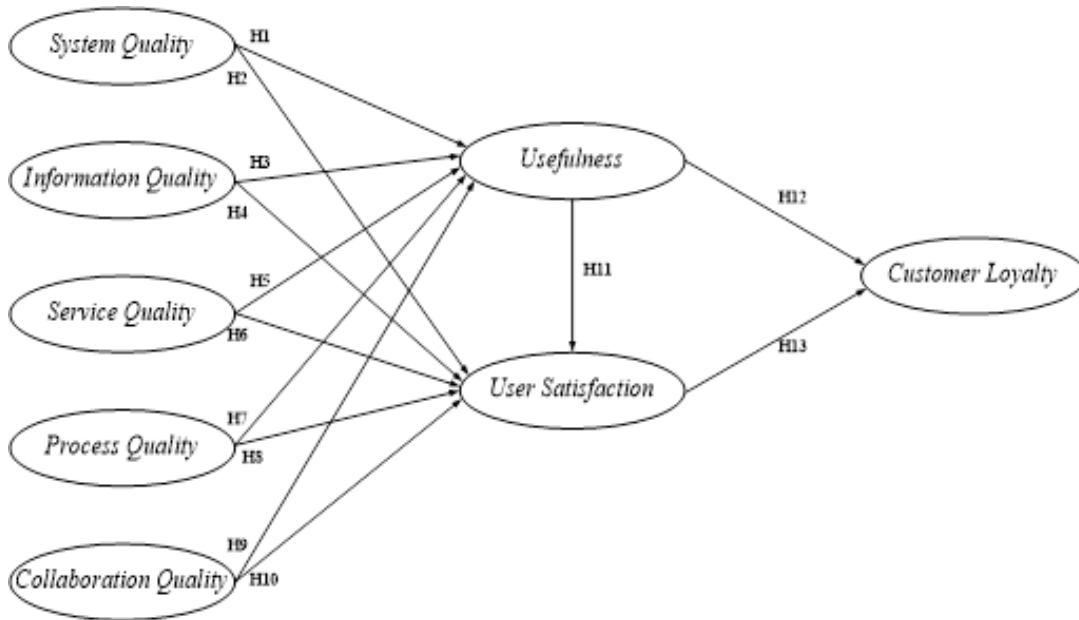 System Quality
H1
H2
Information Quality
H3
H4
Service Quality
H5
H6
Process Quality
H7
H8
Collaboration Quality
H9
H10
Usefulness
H11
User Satisfaction
H12
H13
Customer Loyalty